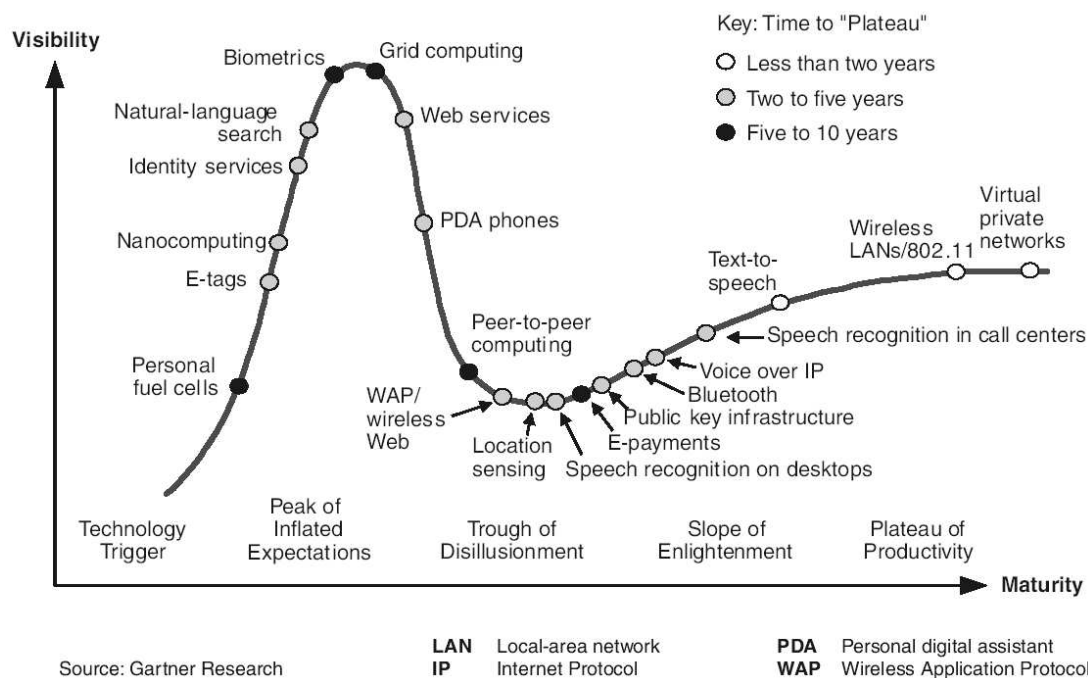 Visibility
Key: Time to "Plateau"
Less than two years
Two to five years
Five to 10 years
Biometrics
Grid computing
Natural-language
search
Web services
Identity services
PDA phones
Nanocomputing
E-tags
Personal
fuel cells
Peer-to-peer
computing
WAP/
wireless
Web
Location
sensing
Speech recognition on desktops
E-payments
Public key infrastructure
Bluetooth
Voice over IP
Speech recognition in call centers
Text-to-
speech
Wireless
LANs/802.11
Virtual
private
networks
Technology
Trigger
Peak of
Inflated
Expectations
Trough of
Disillusionment
Slope of
Enlightenment
Plateau of
Productivity
Maturity
Source: Gartner Research
LAN Local-area network
IP Internet Protocol
PDA Personal digital assistant
WAP Wireless Application Protocol